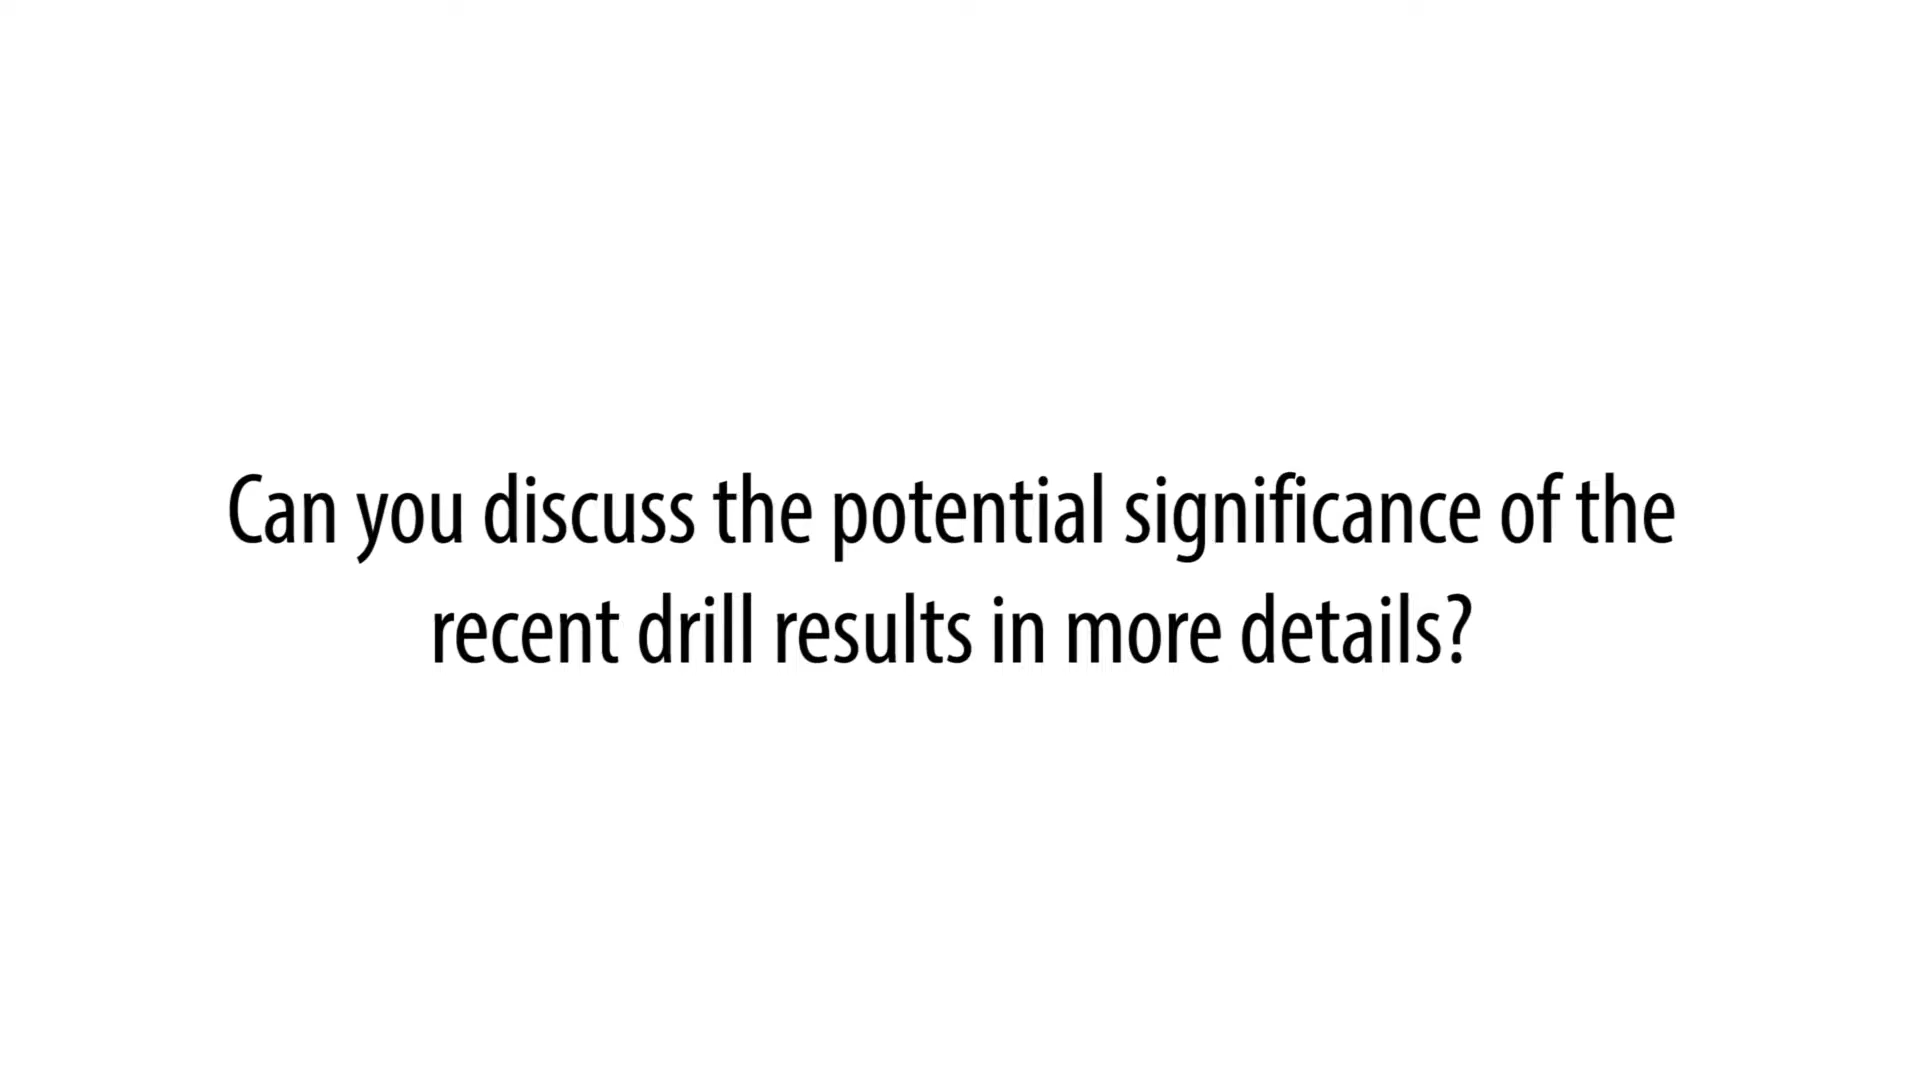 Can you discuss the potential significance of the
recent drill results in more details?